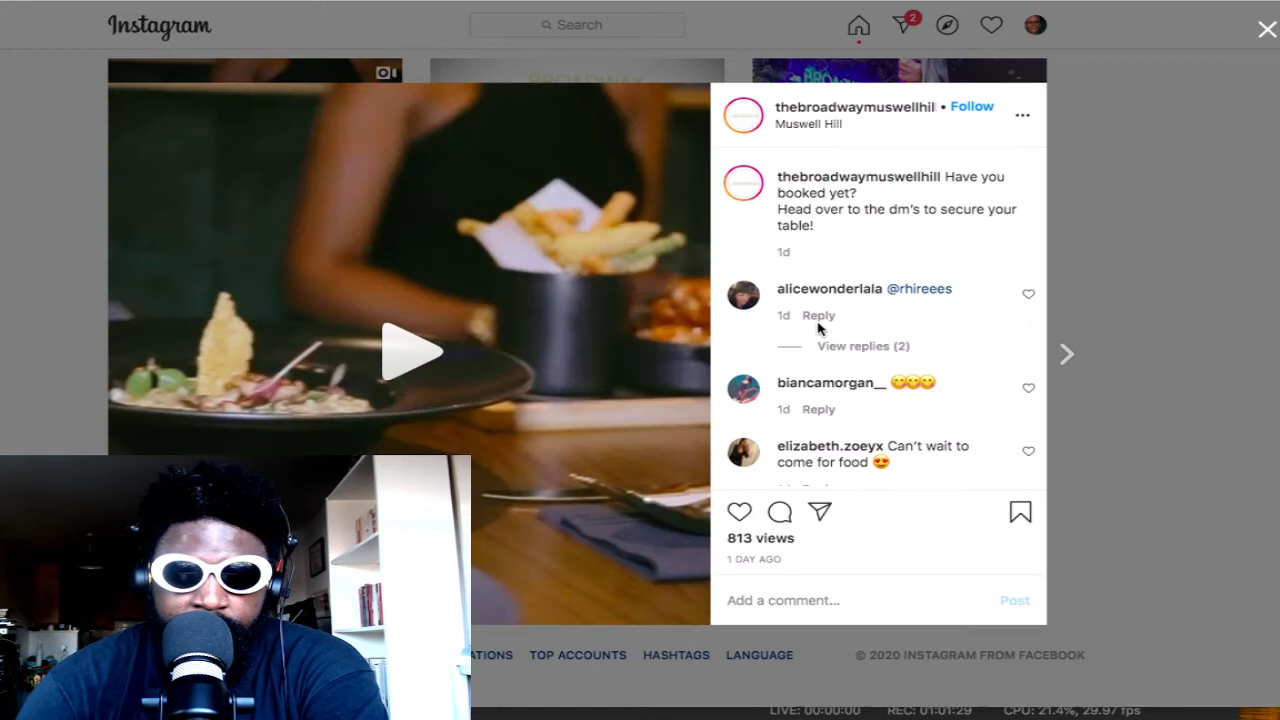 Instagram
Search
2
BROADWAY
BROA
thebroadwaymuswellhil • Follow
Muswell Hill
thebroadwaymuswellhill Have you
booked yet?
Head over to the dm's to secure your
table!
1d
alicewonderlala @rhireees
1d Reply
View replies (2)
biancamorgan__ 😋😋😋
1d Reply
elizabeth.zoeyx Can't wait to
come for food 😍
813 views
1 DAY AGO
Add a comment... Post
ATIONS TOP ACCOUNTS HASHTAGS LANGUAGE © 2020 INSTAGRAM FROM FACEBOOK
LIVE: 00:00:00 REC: 01:01:29 CPU: 21.4%, 29.97 fps